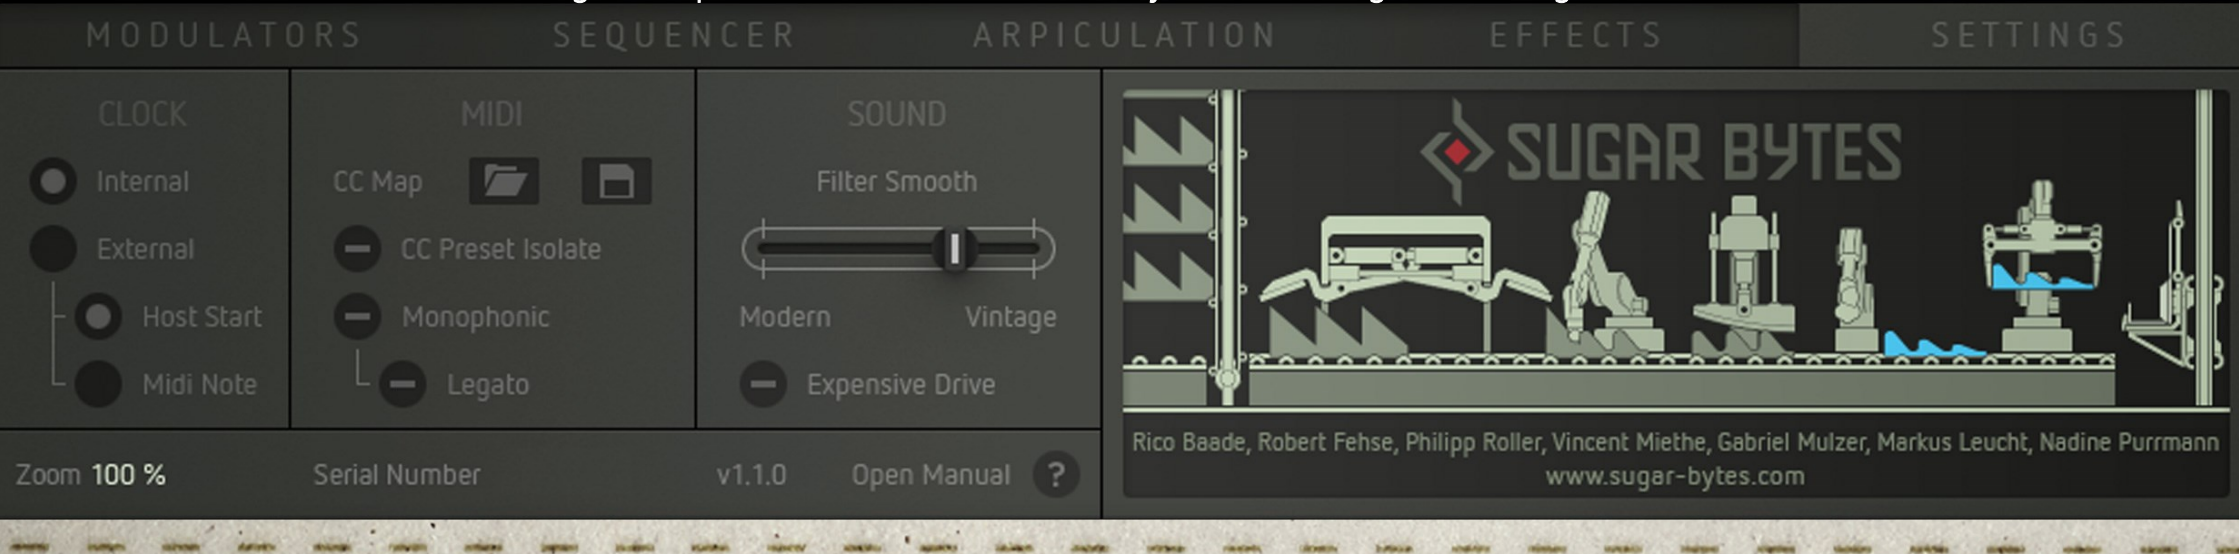 MODULATORS
SEQUENCER
ARPICULATION
EFFECTS
SETTINGS
CLOCK
Internal
External
Host Start
Midi Note
MIDI
CC Map
CC Preset Isolate
Monophonic
Legato
SOUND
Filter Smooth
Modern Vintage
Expensive Drive
Zoom 100 %
Serial Number
v1.1.0
Open Manual ?
SUGAR BYTES
Rico Baade, Robert Fehse, Philipp Roller, Vincent Miethe, Gabriel Mulzer, Markus Leucht, Nadine Purrmann
www.sugar-bytes.com